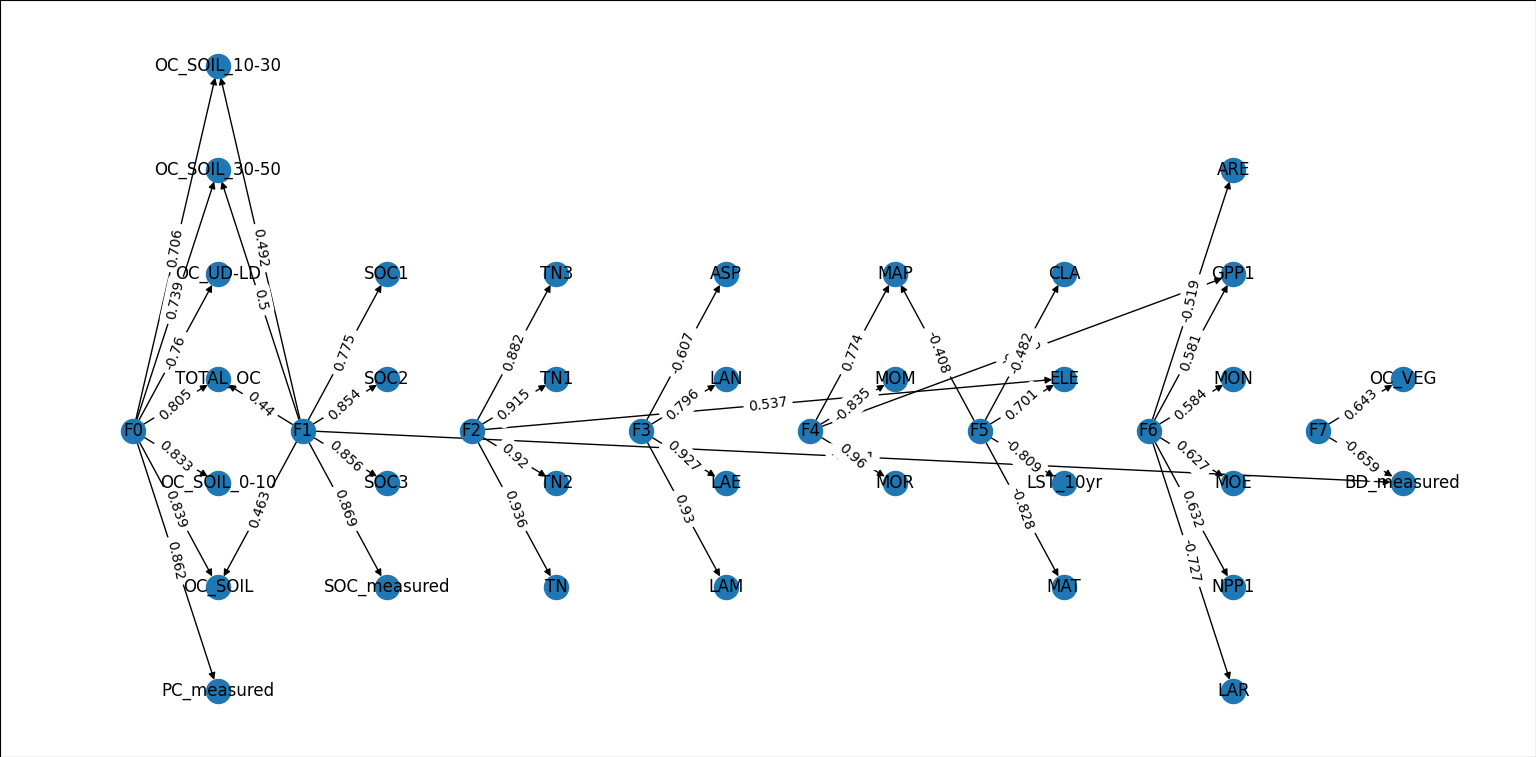 OC_SOIL_10-30
OC_SOIL_30-50
ARE
0.706
0.492
OC_UD-LD
SOC1
TN3
ASP
MAP
CLA
GPP1
0.739
0.5
-0.519
-0.76
0.775
0.882
-0.607
0.774
-0.408
0.482
0.581
TOTAL_OC
SOC2
TN1
LAN
MOM
ELE
MON
OC_VEG
0.805
0.44
0.854
0.915
0.796
0.537
-0.835
0.701
0.584
0.643
F0
F1
F2
F3
F4
F5
F6
F7
0.833
0.856
0.92
0.927
0.96
-0.809
0.627
-0.659
OC_SOIL_0-10
SOC3
TN2
LAE
MOR
LST_10yr
MOE
BD_measured
0.839
0.463
0.869
0.936
0.93
-0.828
0.632
0.862
-0.727
OC_SOIL
SOC_measured
TN
LAM
MAT
NPP1
PC_measured
LAR